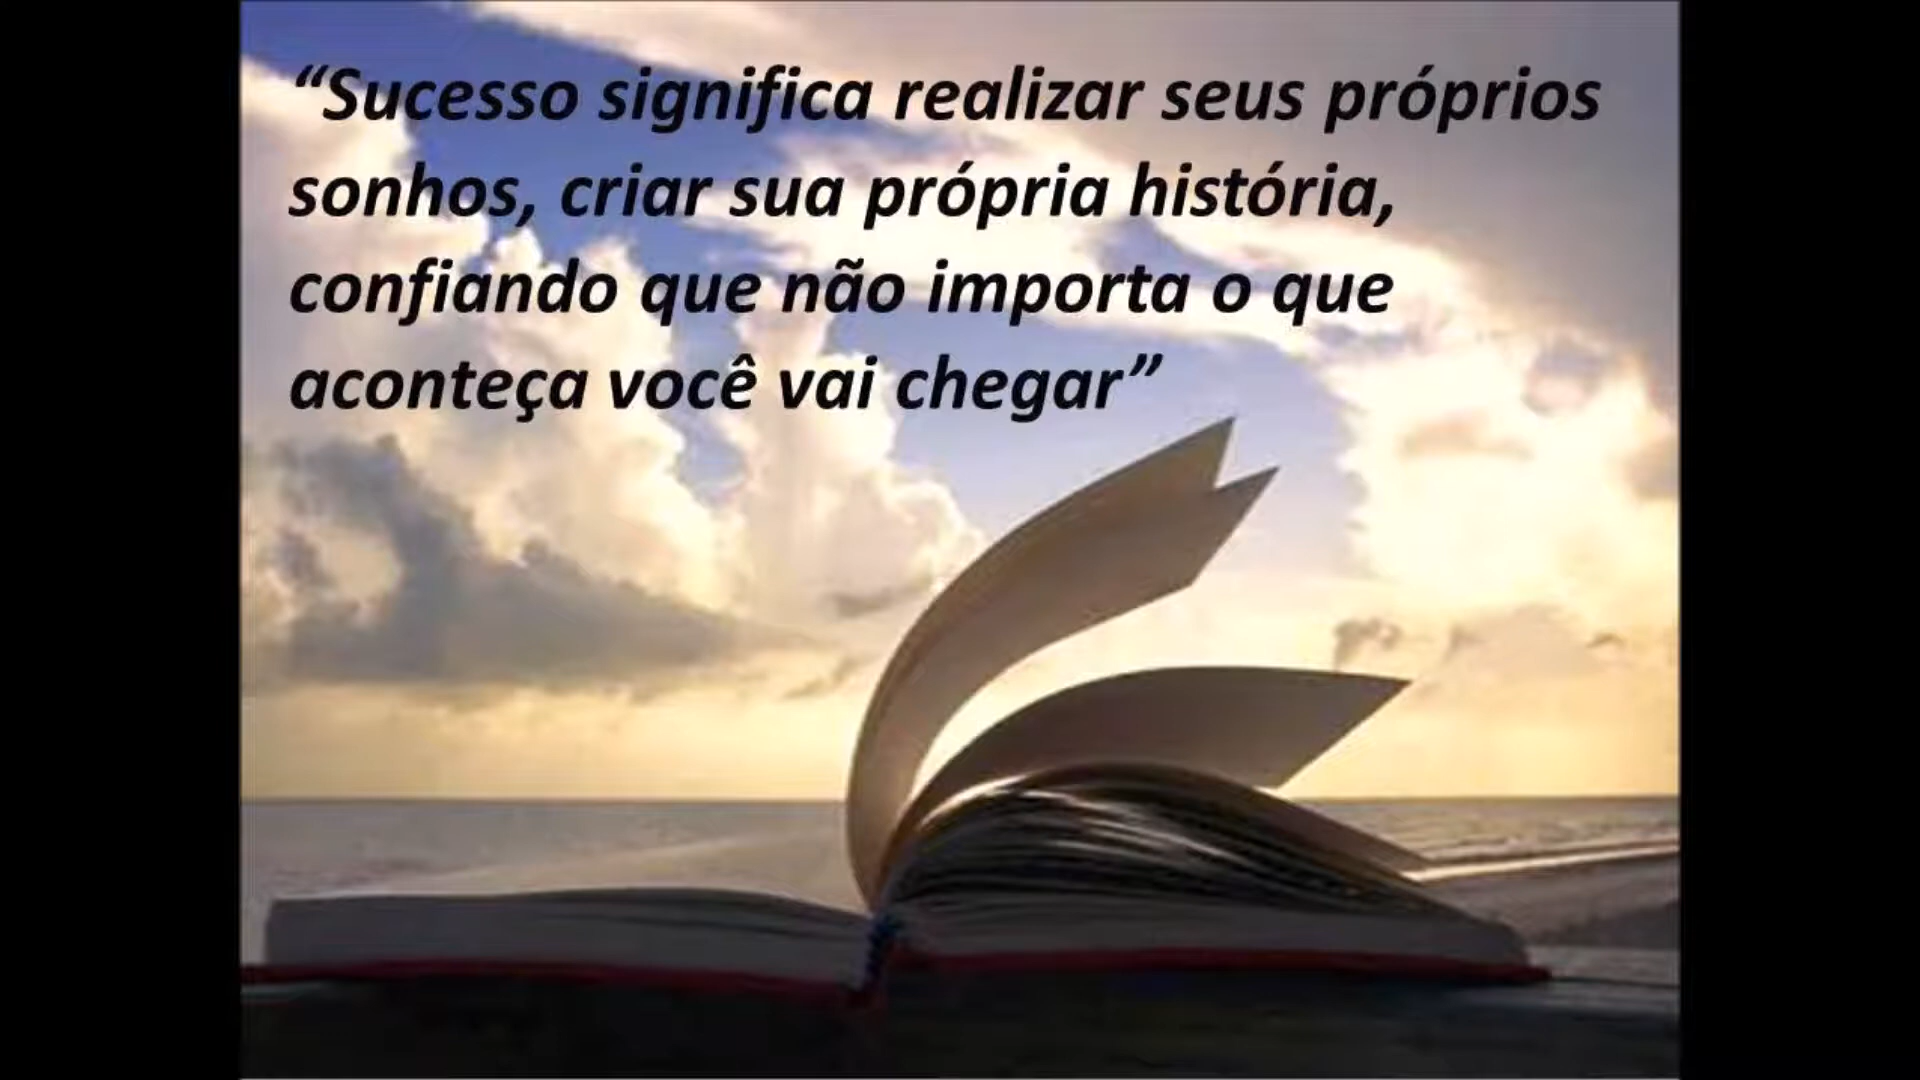 “Sucesso significa realizar seus próprios
sonhos, criar sua própria história,
confiando que não importa o que
aconteça você vai chegar”